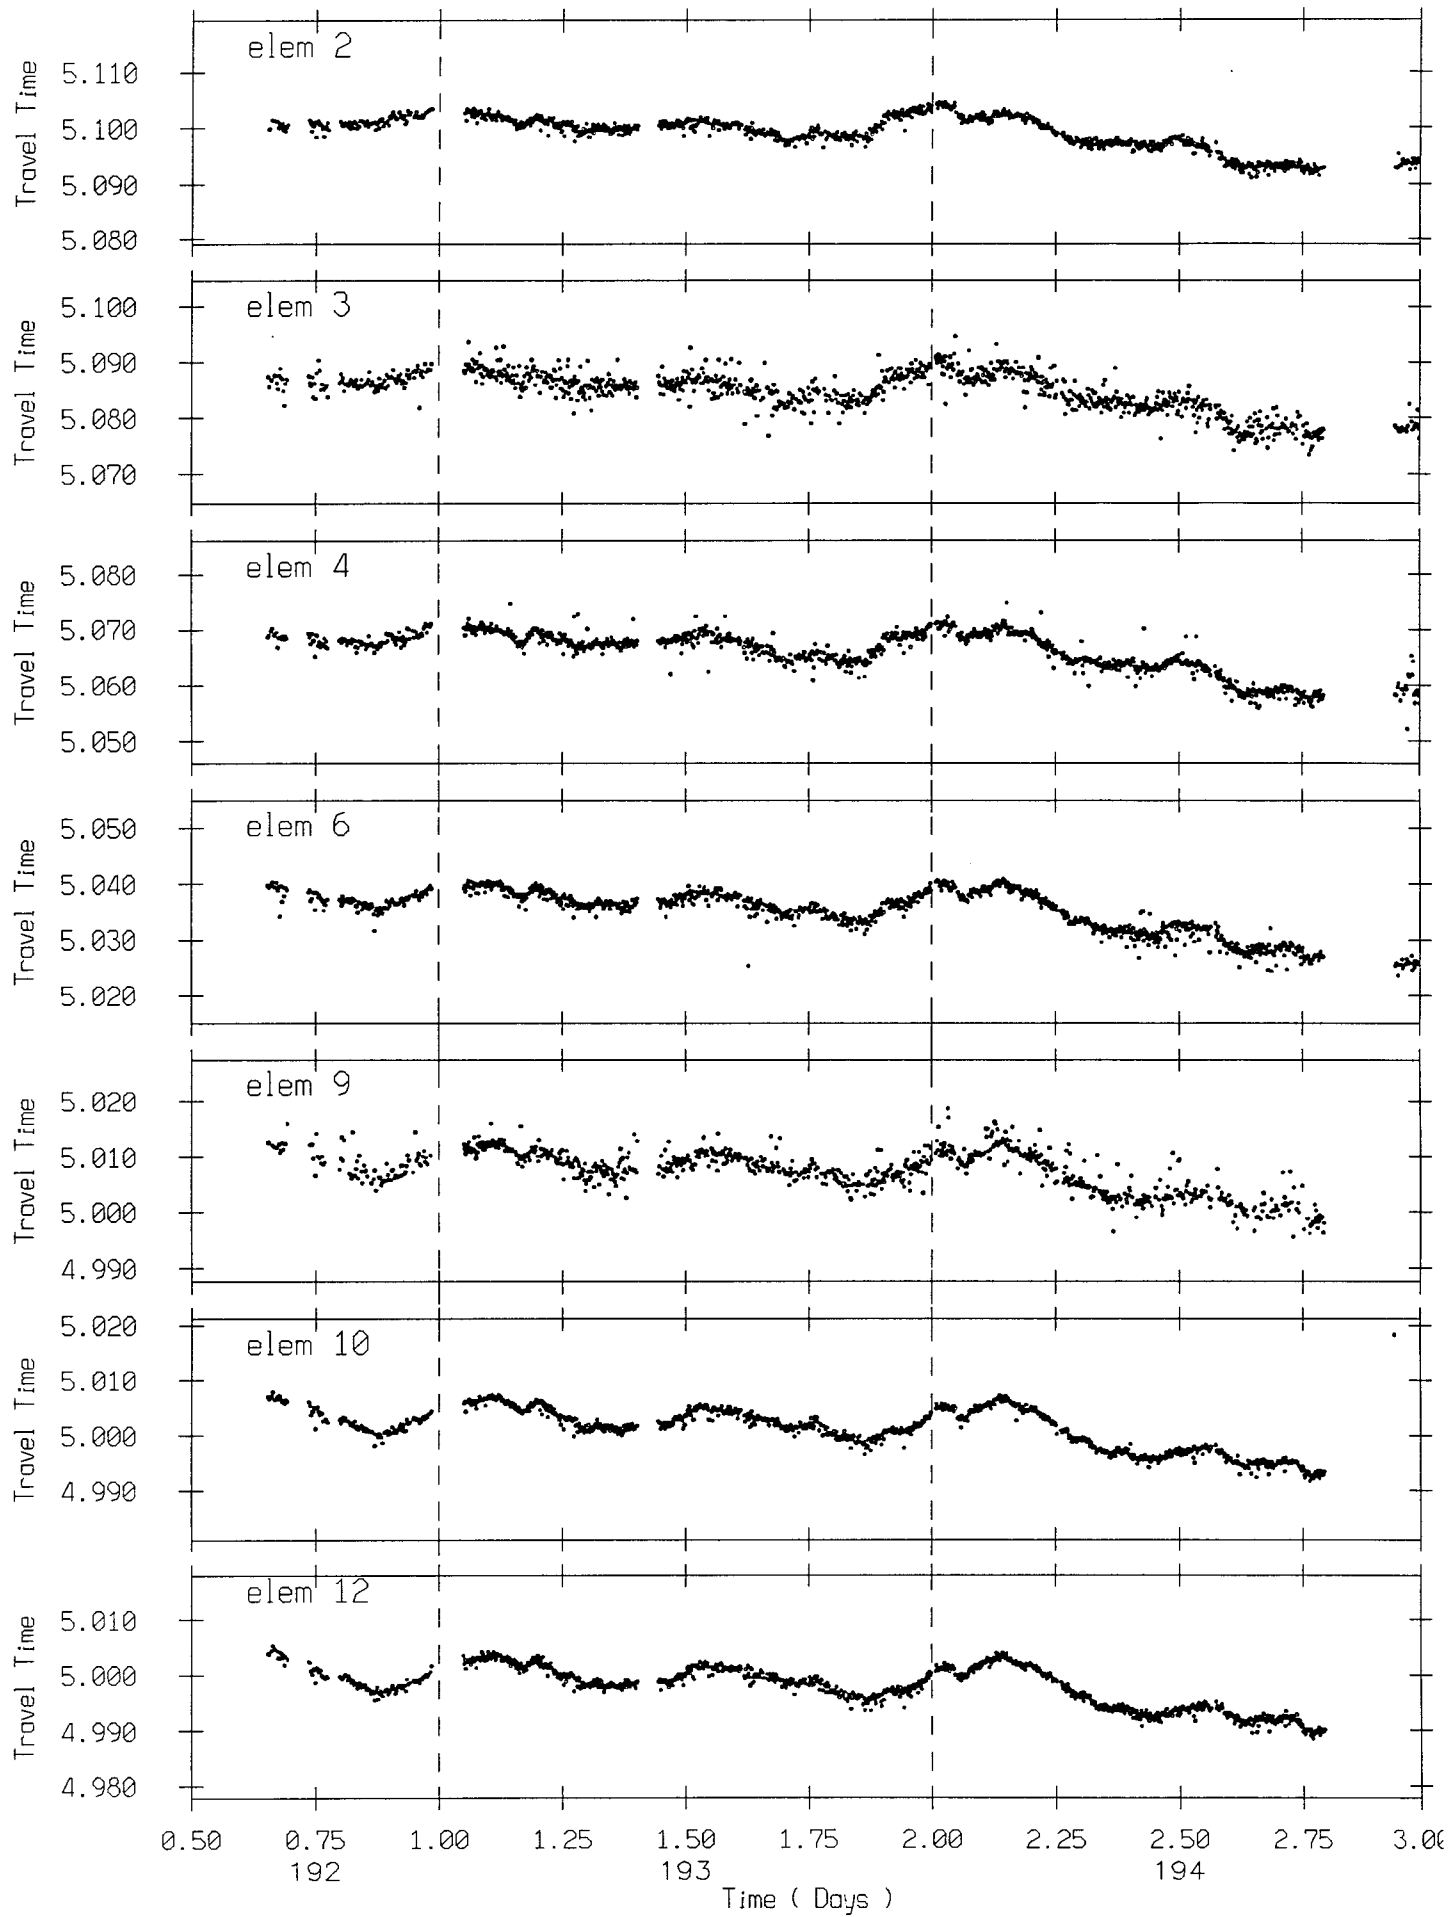 elem 2
Travel Time
5.110
5.100
5.090
5.080
elem 3
Travel Time
5.100
5.090
5.080
5.070
elem 4
Travel Time
5.080
5.070
5.060
5.050
elem 6
Travel Time
5.050
5.040
5.030
5.020
elem 9
Travel Time
5.020
5.010
5.000
4.990
elem 10
Travel Time
5.020
5.010
5.000
4.990
elem 12
Travel Time
5.010
5.000
4.990
4.980
0.50 0.75 1.00 1.25 1.50 1.75 2.00 2.25 2.50 2.75 3.00
192 193 194
Time ( Days )